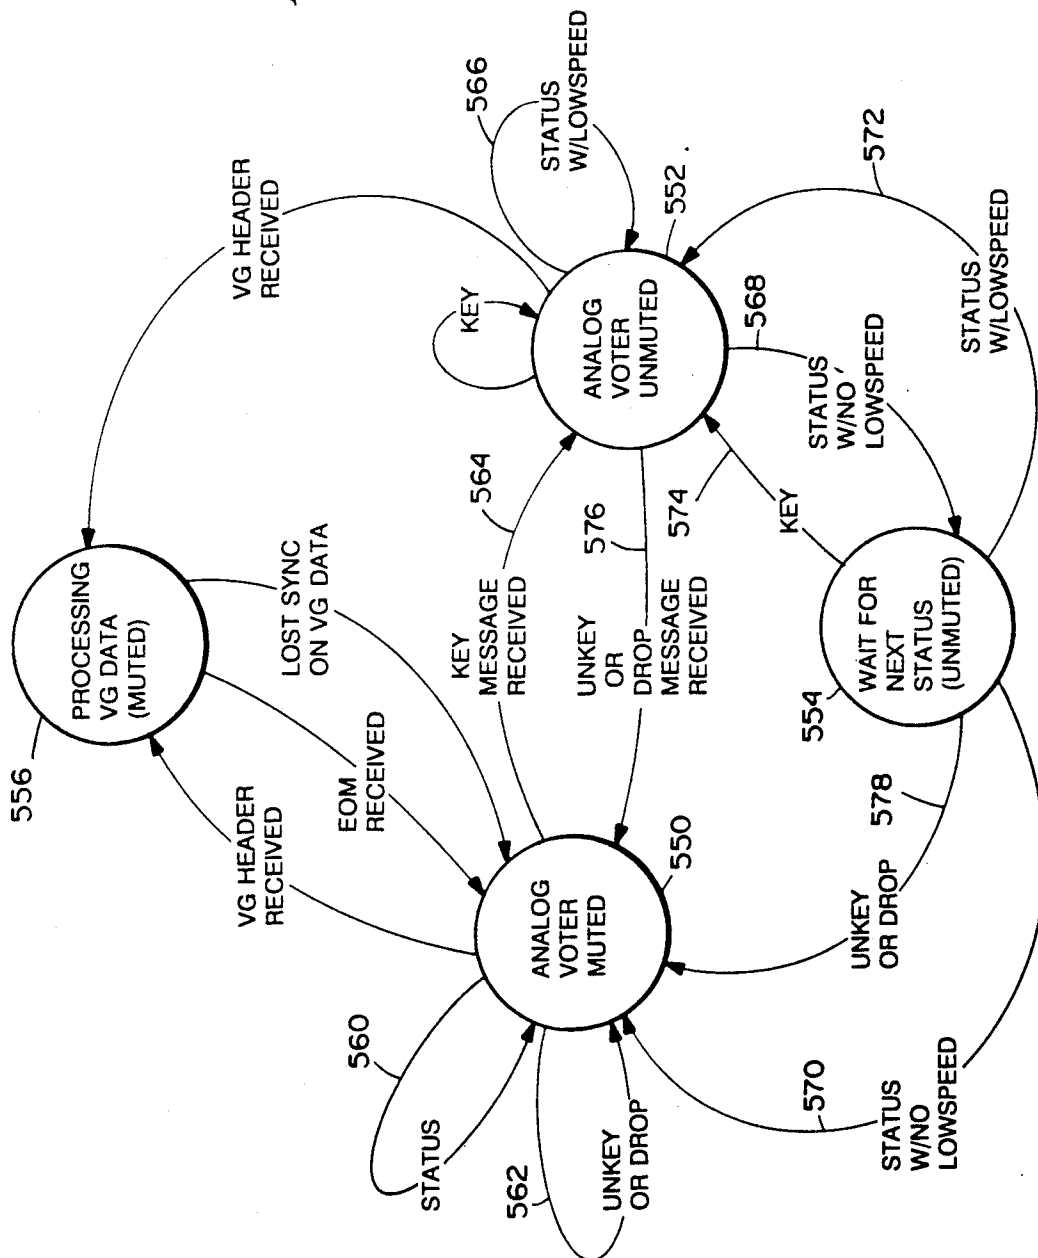 556
PROCESSING
VG DATA
(MUTED)
VG HEADER
RECEIVED
EOM
RECEIVED
LOST SYNC
ON VG DATA
VG HEADER
RECEIVED
560
STATUS
562
UNKEY
OR DROP
ANALOG
VOTER
MUTED
550
KEY
MESSAGE
RECEIVED
564
UNKEY
OR
DROP
MESSAGE
RECEIVED
576
KEY
ANALOG
VOTER
UNMUTED
552
566
STATUS
W/LOWSPEED
568
STATUS
W/NO
LOWSPEED
574
KEY
572
STATUS
W/LOWSPEED
554
WAIT FOR
NEXT
STATUS
(UNMUTED)
578
UNKEY
OR DROP
570
STATUS
W/NO
LOWSPEED